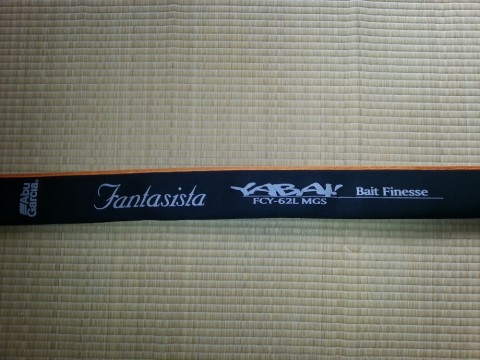 Abu
Garcia®
Fantasista
YABAI!
FCY-62L MGS
Bait Finesse